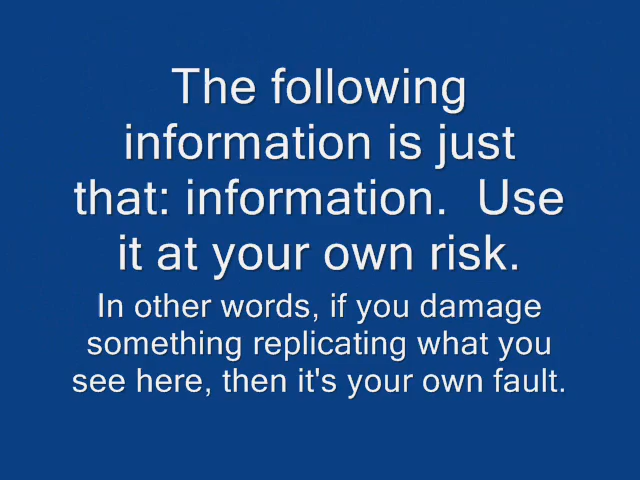 The following
information is just
that: information.  Use
it at your own risk.
In other words, if you damage
something replicating what you
see here, then it's your own fault.